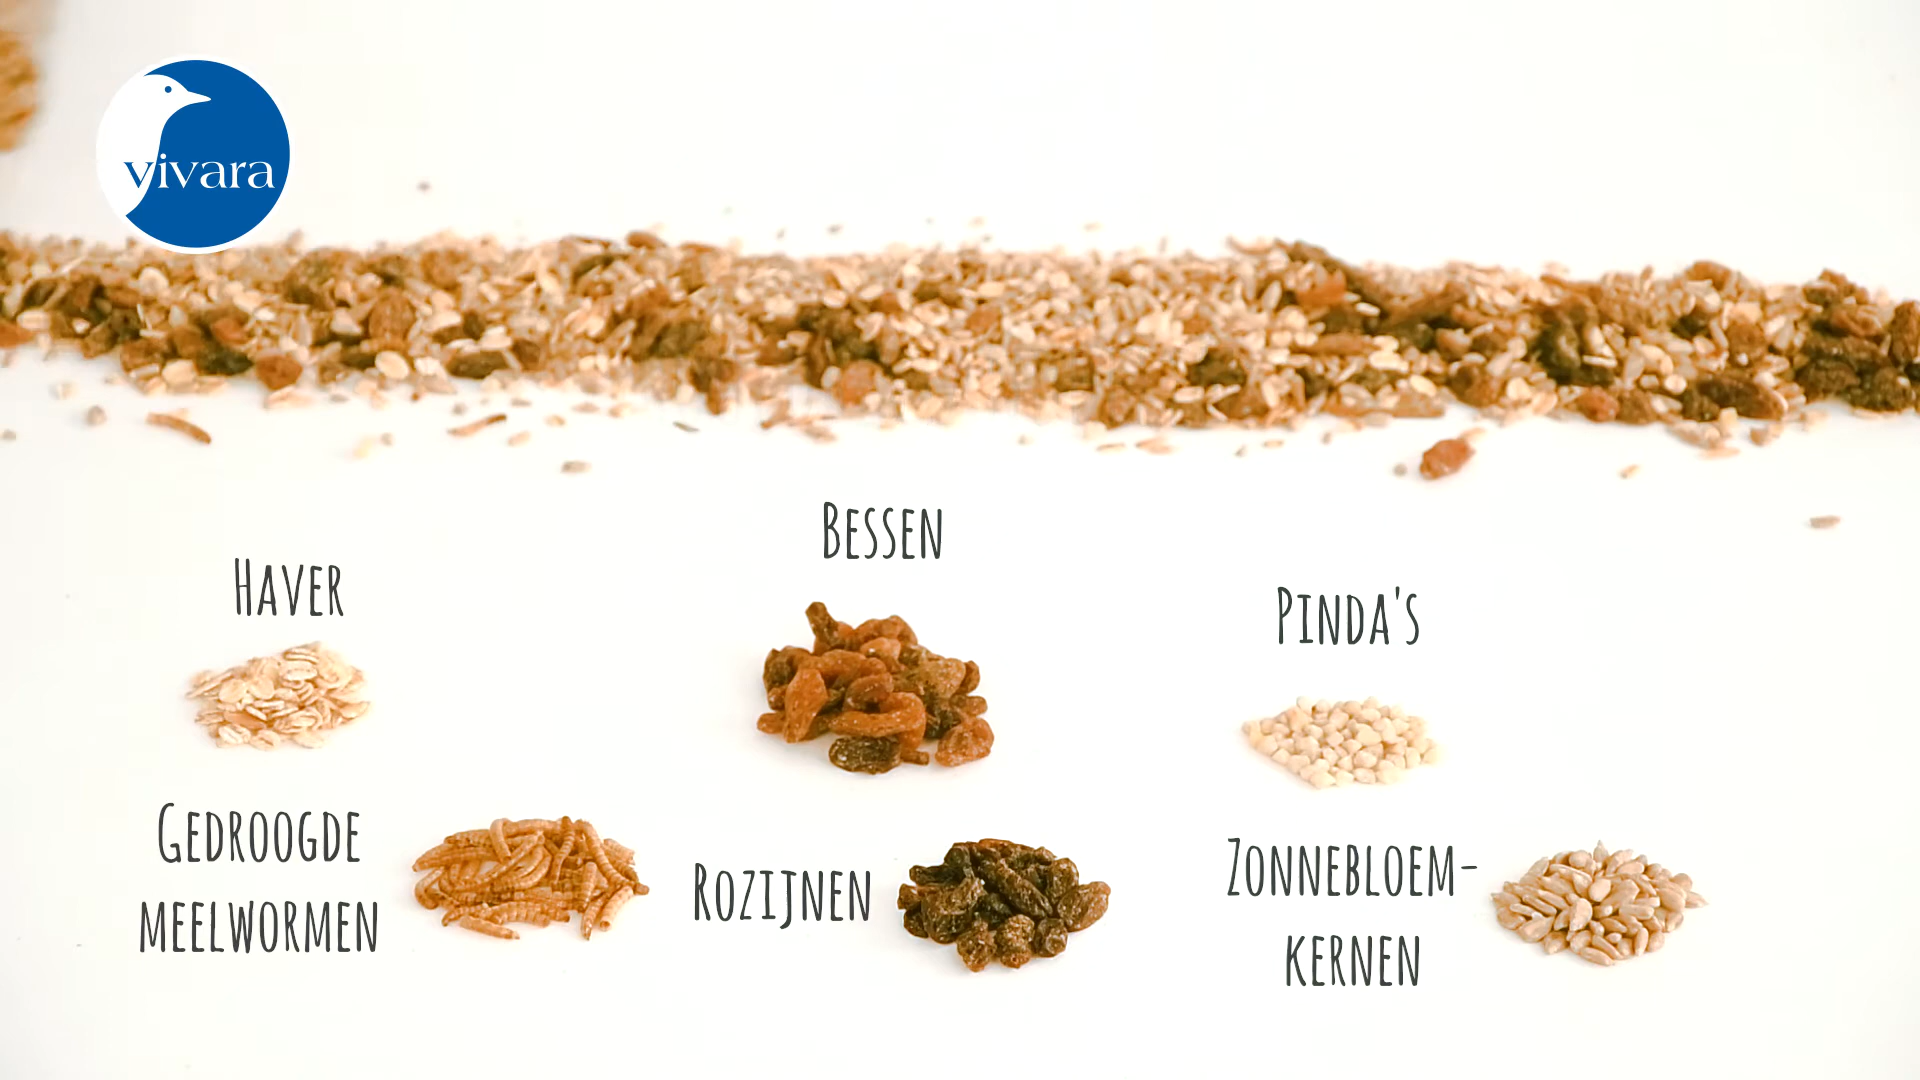 vivara
Bessen
Haver
Pinda's
Gedroogde
meelwormen
Rozijnen
Zonnebloem-
kernen